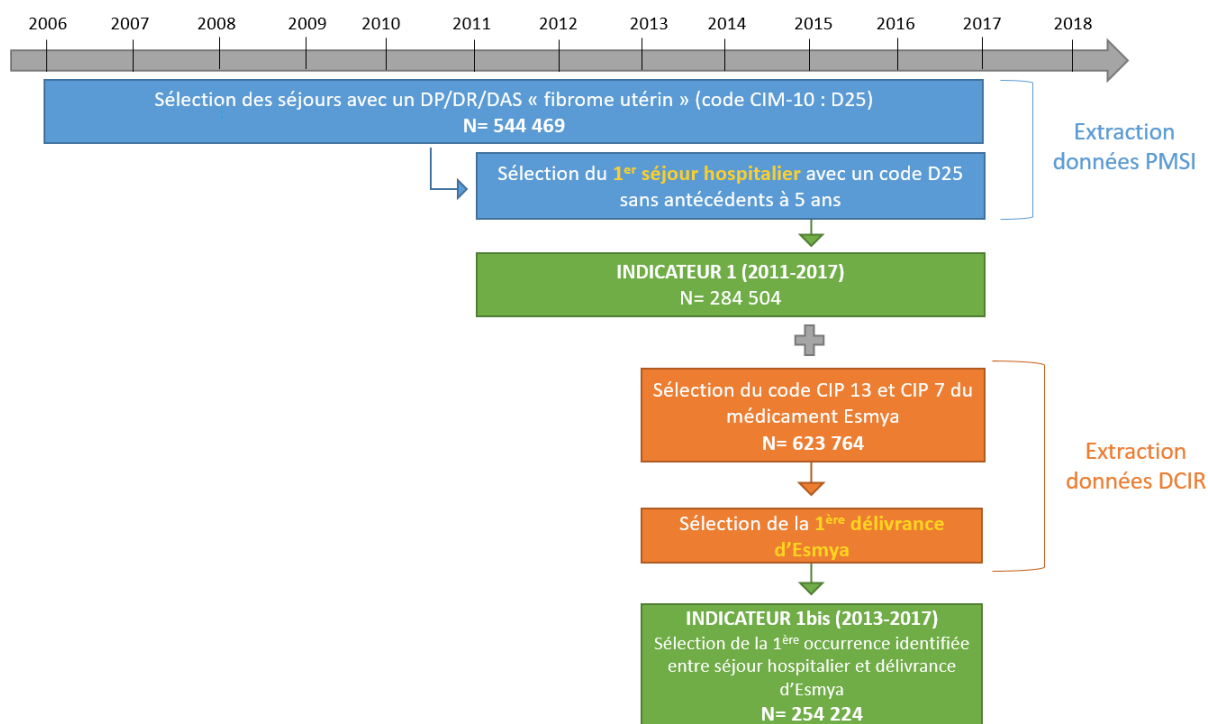 2006 2007 2008 2009 2010 2011 2012 2013 2014 2015 2016 2017 2018
Sélection des séjours avec un DP/DR/DAS « fibrome utérin » (code CIM-10 : D25)
N= 544 469
Extraction
données PMSI
Sélection du 1er séjour hospitalier avec un code D25
sans antécédents à 5 ans
INDICATEUR 1 (2011-2017)
N= 284 504
Sélection du code CIP 13 et CIP 7 du
médicament Esmya
N= 623 764
Extraction
données DCIR
Sélection de la 1ère délivrance
d’Esmya
INDICATEUR 1bis (2013-2017)
Sélection de la 1ère occurrence identifiée
entre séjour hospitalier et délivrance
d’Esmya
N= 254 224